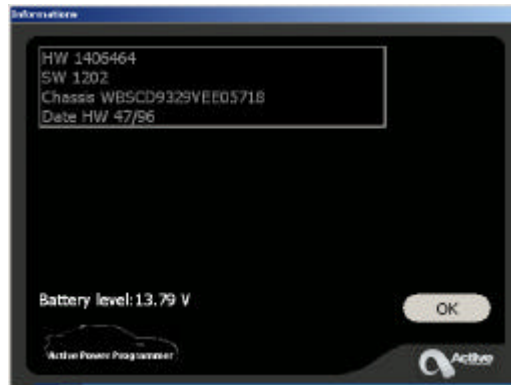 Informations
HW 1406464
SW 1202
Chassis WBSCD9329VEE05718
Date HW 47/96
Battery level:13.79 V
OK
Active Power Programmer
Active